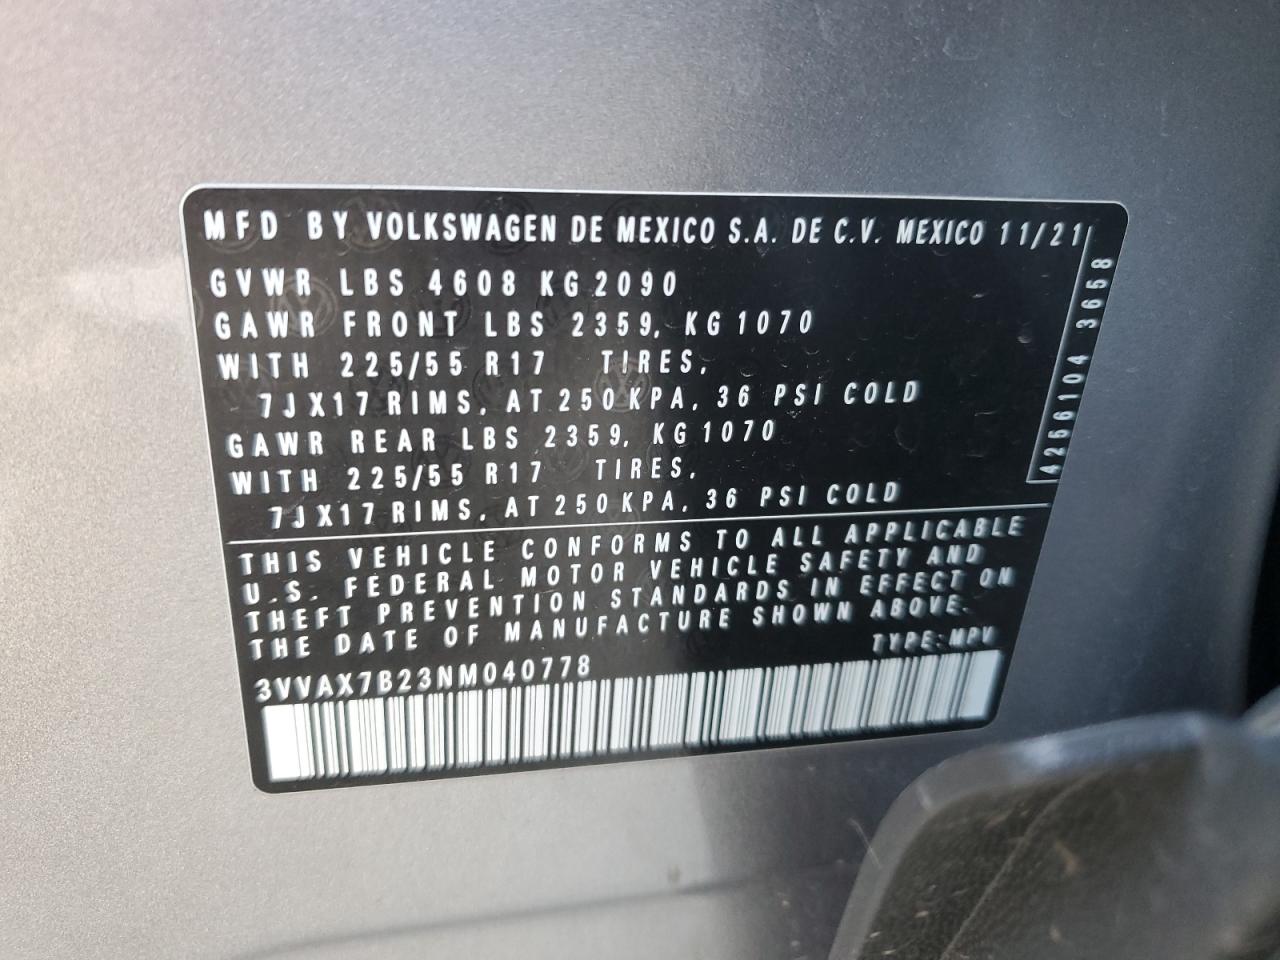 MFD BY VOLKSWAGEN DE MEXICO S.A. DE C.V. MEXICO 11/21
GVWR LBS 4608 KG 2090
GAWR FRONT LBS 2359, KG 1070
WITH 225/55 R17 TIRES,
7JX17 RIMS, AT 250 KPA, 36 PSI COLD
GAWR REAR LBS 2359, KG 1070
WITH 225/55 R17 TIRES,
7JX17 RIMS, AT 250 KPA, 36 PSI COLD
4256104 3658
THIS VEHICLE CONFORMS TO ALL APPLICABLE
U.S. FEDERAL MOTOR VEHICLE SAFETY AND
THEFT PREVENTION STANDARDS IN EFFECT ON
THE DATE OF MANUFACTURE SHOWN ABOVE.
TYPE: MPV
3VVAX7B23NM040778